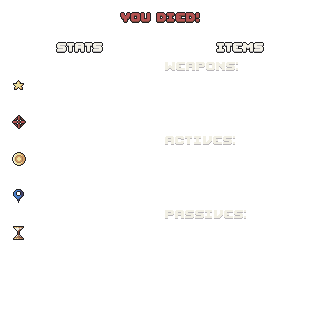 YOU DIED!
STATS
ITEMS
WEAPONS:
ACTIVES:
PASSIVES: